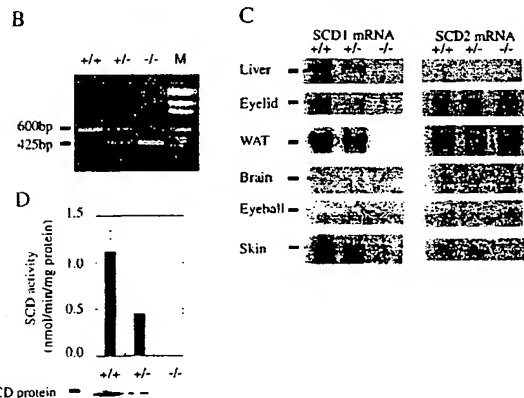 B
+/+ +/- -/- M
600bp
425bp
C
SCD1 mRNA SCD2 mRNA
+/+ +/- -/- +/+ +/- -/-
Liver
Eyelid
WAT
Brain
Eyeball
Skin
D
SCD activity
(nmol/min/mg protein)
1.5
1.0
0.5
0.0
+/+ +/- -/-
CD protein